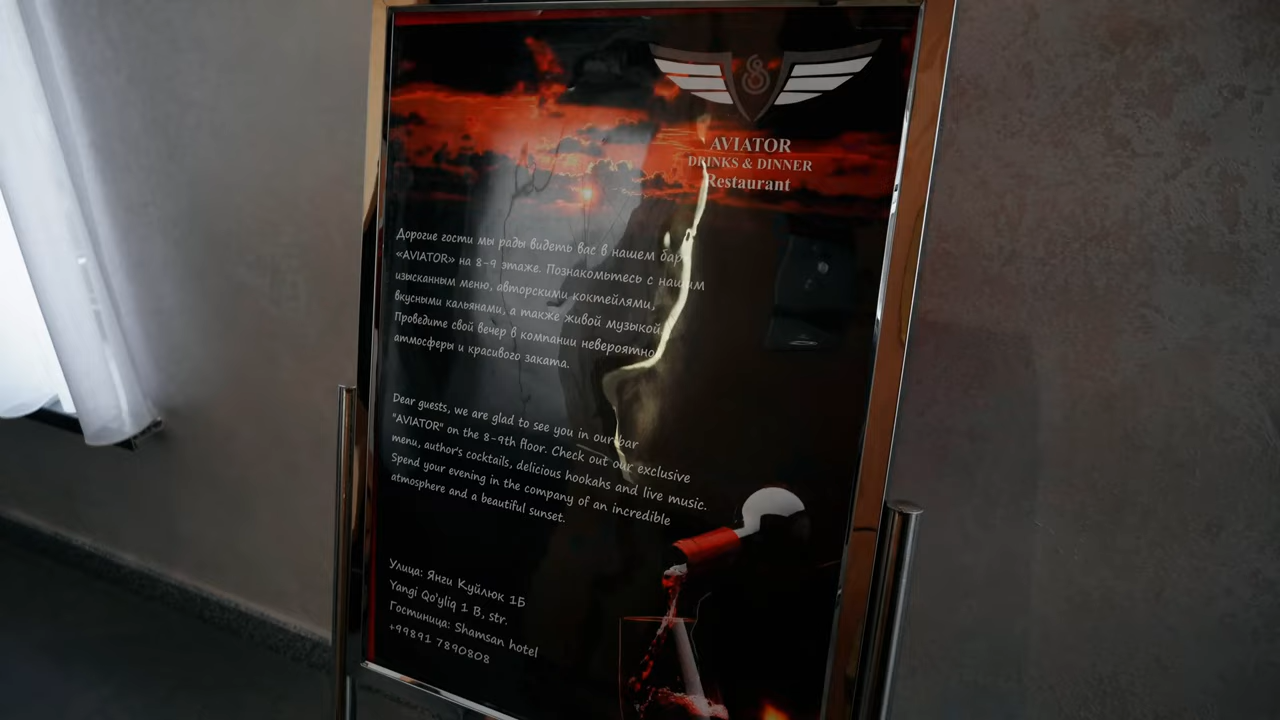 AVIATOR
DRINKS & DINNER
Restaurant
Дорогие гости мы рады видеть вас в нашем бар
«AVIATOR» на 8-9 этаже. Познакомьтесь с нашим
изысканным меню, авторскими коктейлями,
вкусными кальянами, а также живой музыкой
Проведите свой вечер в компании невероятно
атмосферы и красивого заката.
Dear guests, we are glad to see you in our bar
"AVIATOR" on the 8-9th floor. Check out our exclusive
menu, author's cocktails, delicious hookahs and live music.
Spend your evening in the company of an incredible
atmosphere and a beautiful sunset.
Улица: Янги Куйлюк 1Б
Yangi Qo'yliq 1 B, str.
Гостиница: Shamsan hotel
+99891 7890808